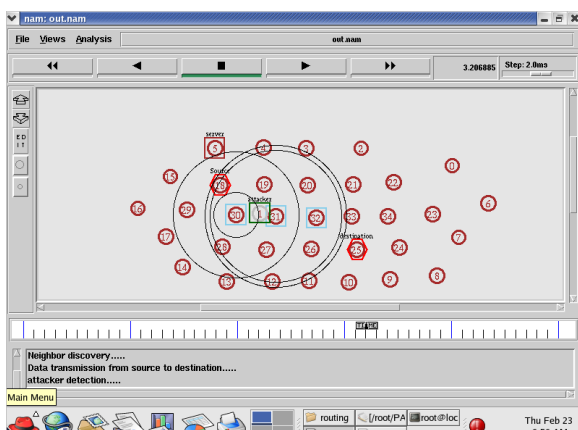 nam: out.nam
File Views Analysis out.nam
3.206885 Step: 2.0ms
server
5 4 3 2
0
Source
15 18 19 20 21 22
6
attacker
16 29 30 1 31 32 33 34 23
destination
17 28 27 26 25 24 7
14 13 12 11 10 9 8
TIME
Neighbor discovery.....
Data transmission from source to destination.....
attacker detection.....
Main Menu
routing [/root/PA root@loc
Thu Feb 23